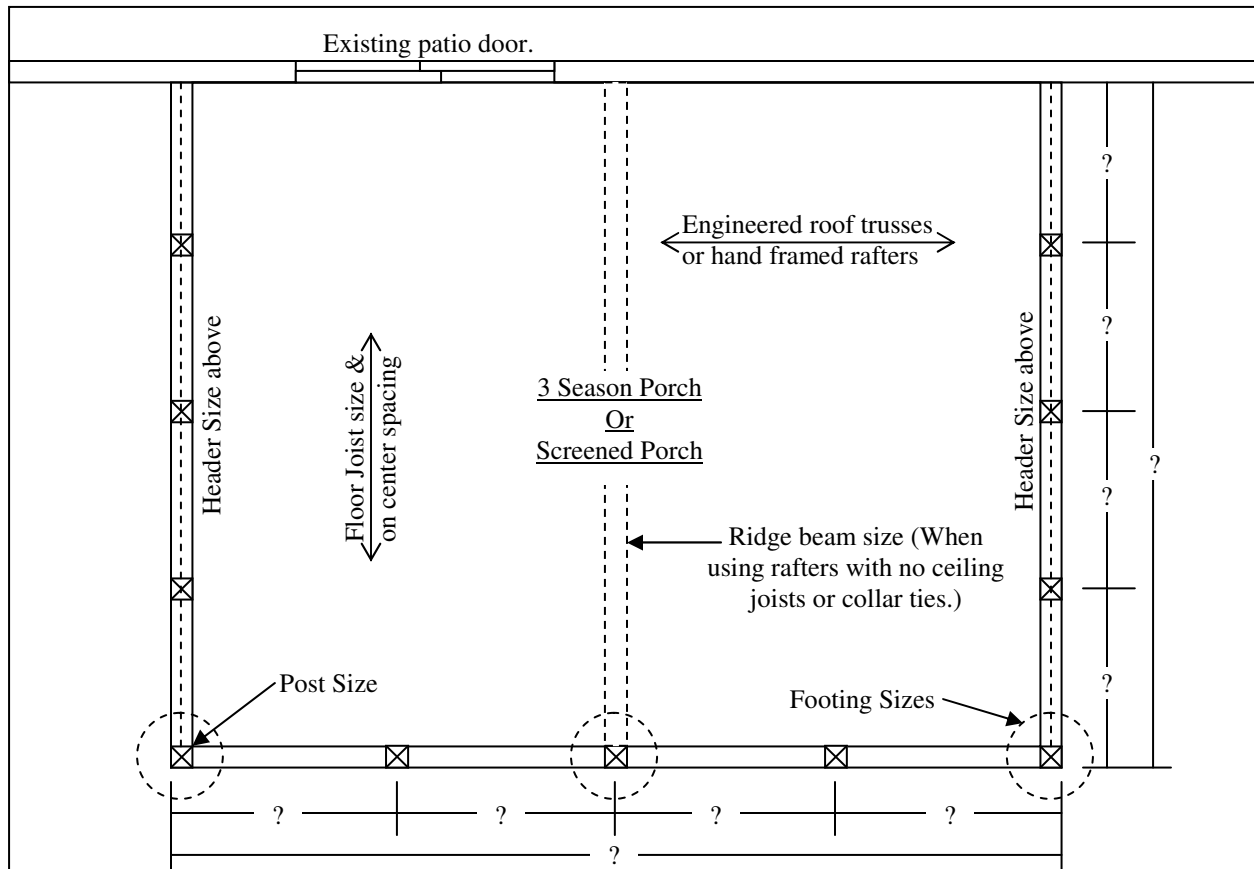 Existing patio door.
?
Engineered roof trusses
or hand framed rafters
Header Size above
Floor Joist size &
on center spacing
3 Season Porch
Or
Screened Porch
Header Size above
?
?
?
Ridge beam size (When
using rafters with no ceiling
joists or collar ties.)
Post Size
Footing Sizes
?
?
?
?
?
?